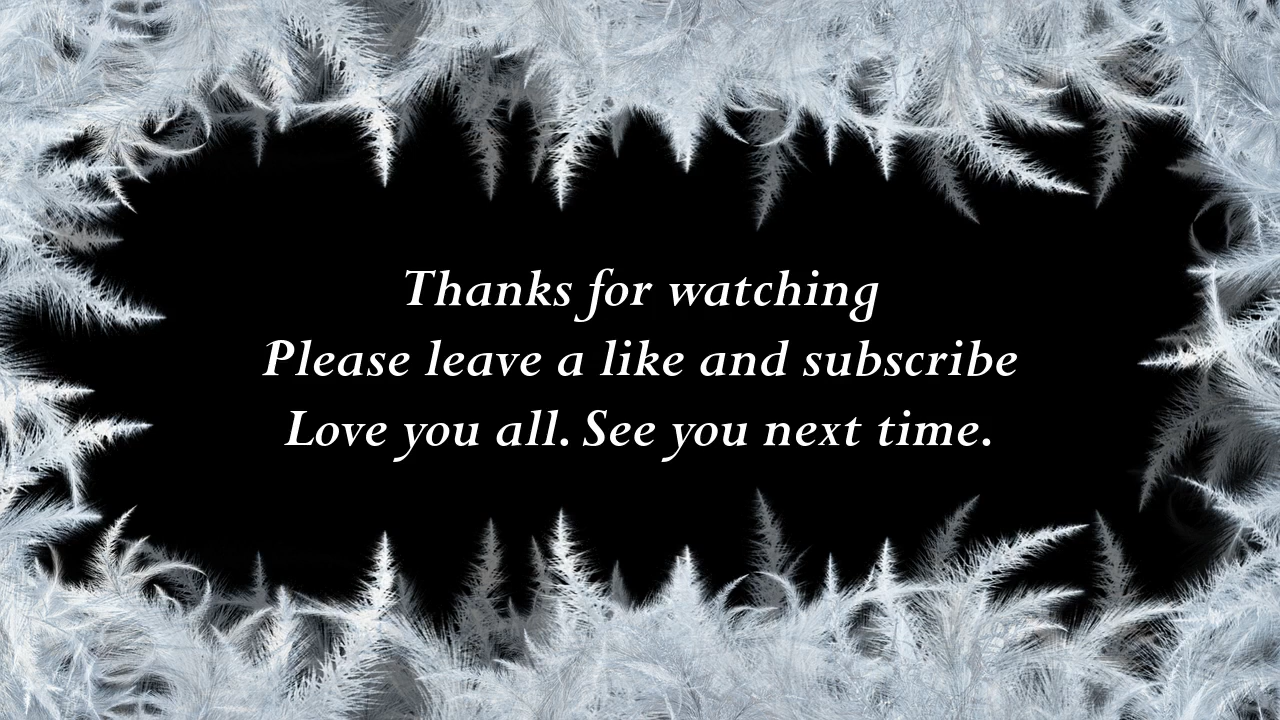 Thanks for watching
Please leave a like and subscribe
Love you all. See you next time.